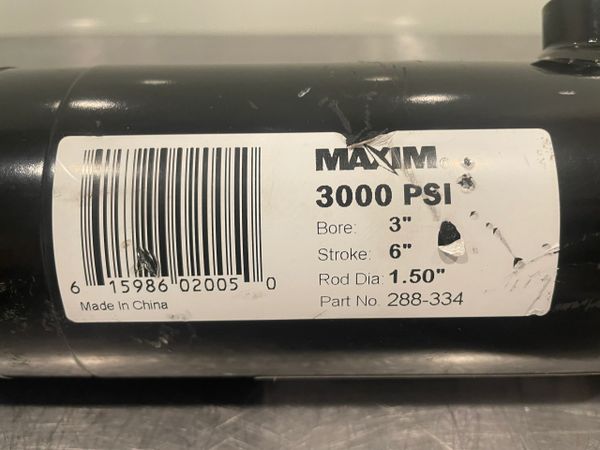 MAXIM®
3000 PSI
Bore: 3"
Stroke: 6"
Rod Dia: 1.50"
Part No. 288-334
6 15986 02005 0
Made In China